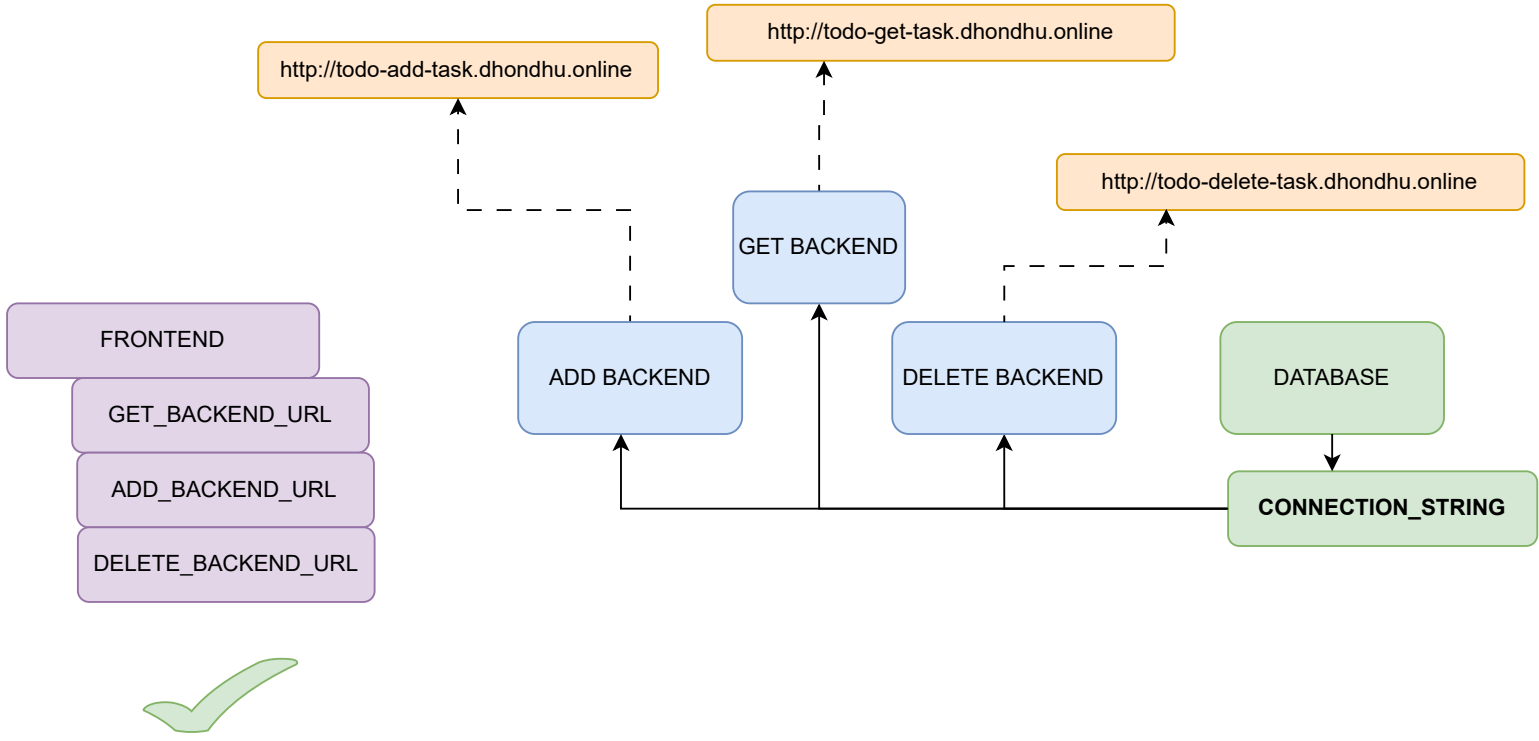 http://todo-get-task.dhondhu.online
http://todo-add-task.dhondhu.online
http://todo-delete-task.dhondhu.online
GET BACKEND
FRONTEND
ADD BACKEND
DELETE BACKEND
DATABASE
GET_BACKEND_URL
ADD_BACKEND_URL
CONNECTION_STRING
DELETE_BACKEND_URL